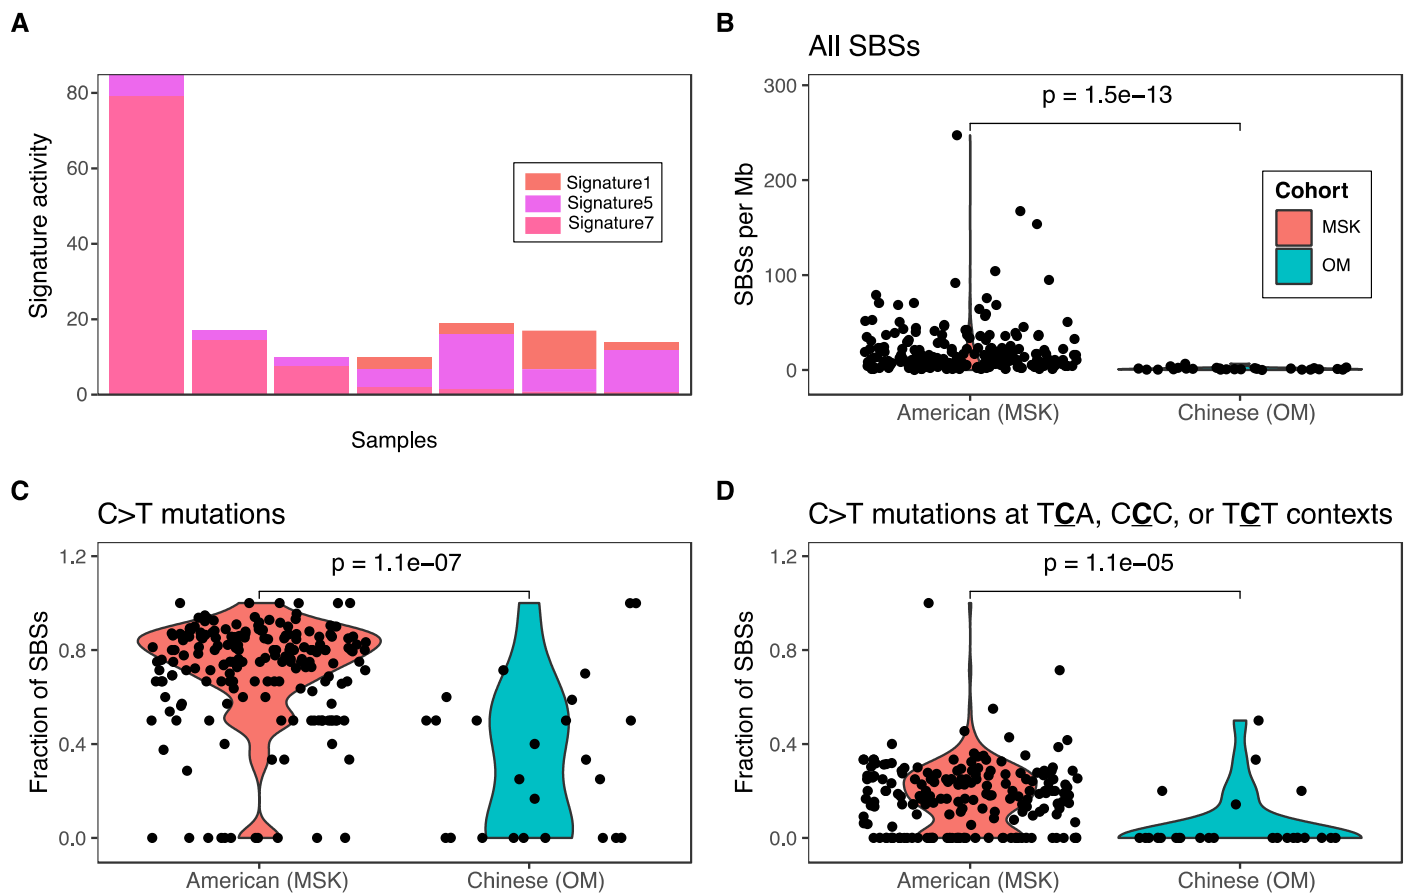 A
Signature activity
80
60
40
20
0
Signature1
Signature5
Signature7
Samples
B
All SBSs
SBSs per Mb
300
200
100
0
p = 1.5e−13
Cohort
MSK
OM
American (MSK)
Chinese (OM)
C
C>T mutations
Fraction of SBSs
1.2
0.8
0.4
0.0
p = 1.1e−07
American (MSK)
Chinese (OM)
D
C>T mutations at TCA, CCC, or TCT contexts
Fraction of SBSs
1.2
0.8
0.4
0.0
p = 1.1e−05
American (MSK)
Chinese (OM)